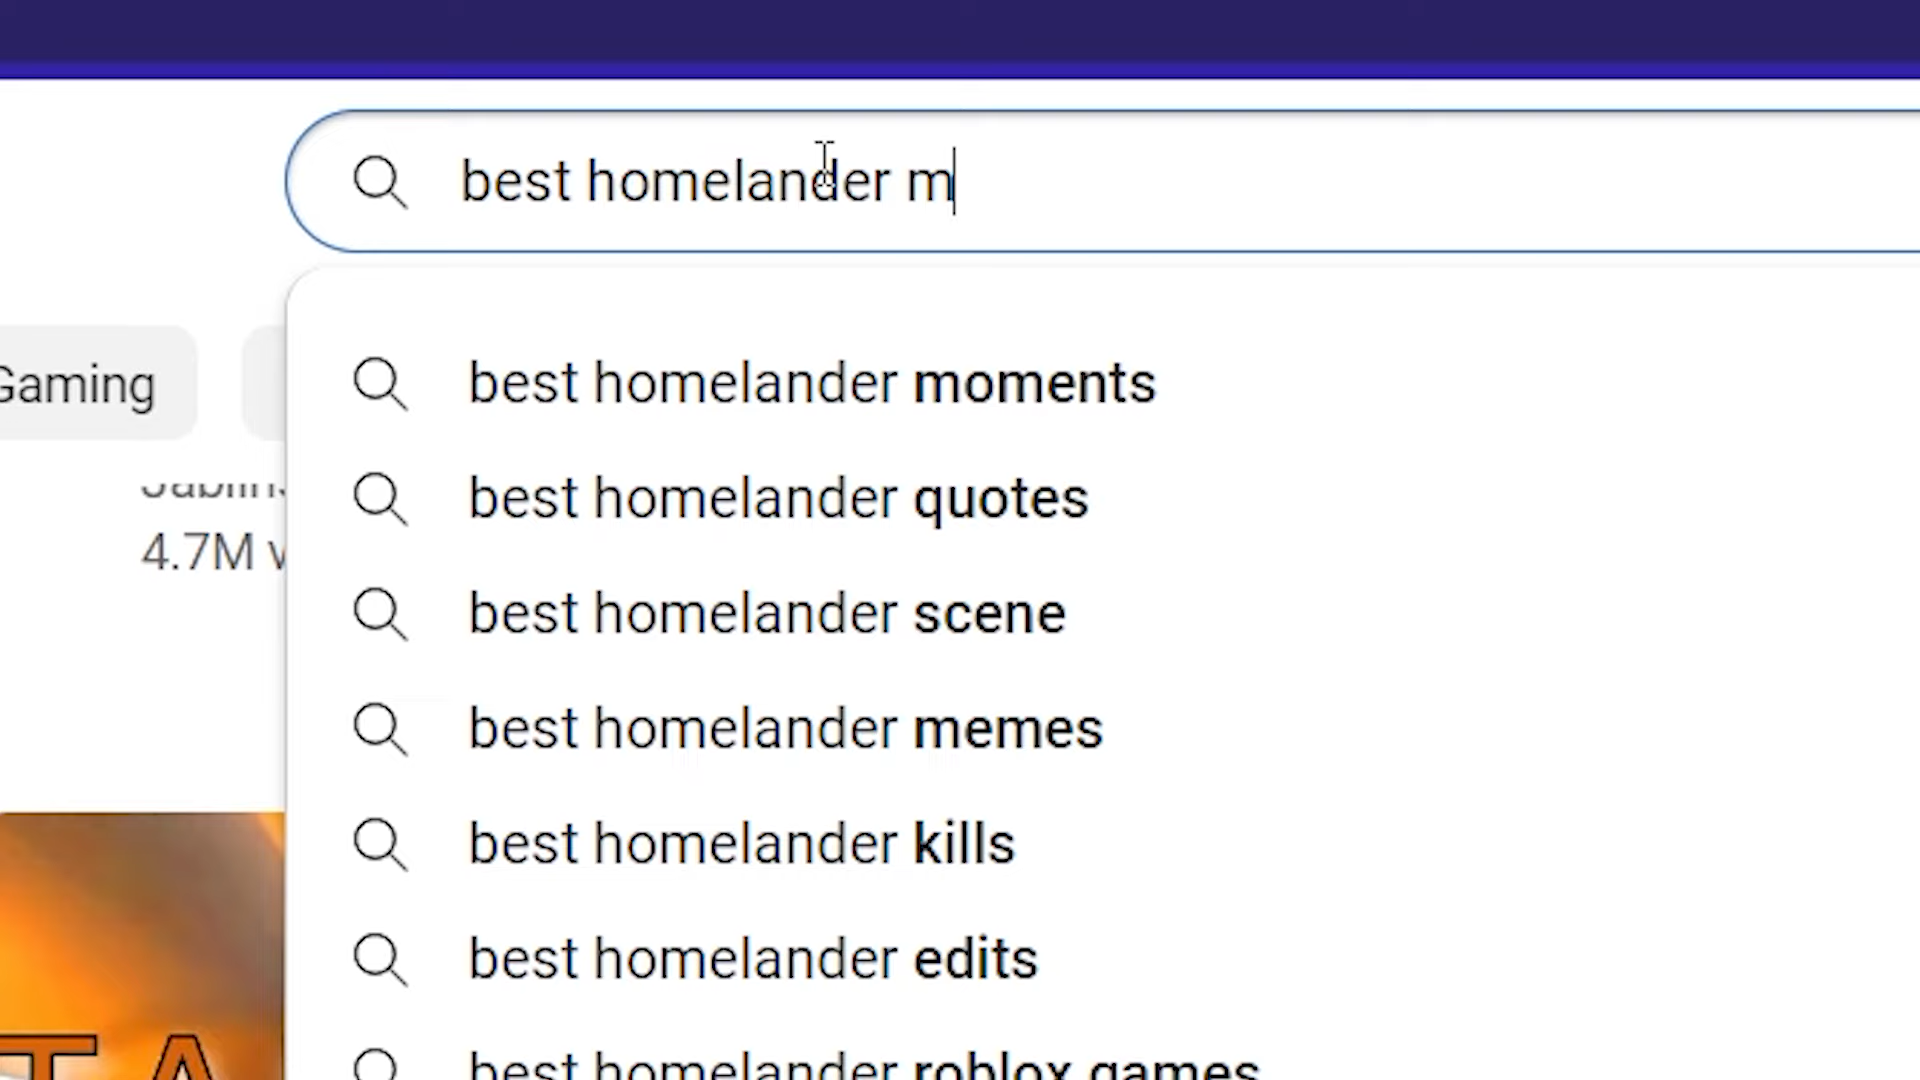 best homelander m
Gaming
best homelander moments
best homelander quotes
4.7M
best homelander scene
best homelander memes
best homelander kills
best homelander edits
best homelander roblox games
TA